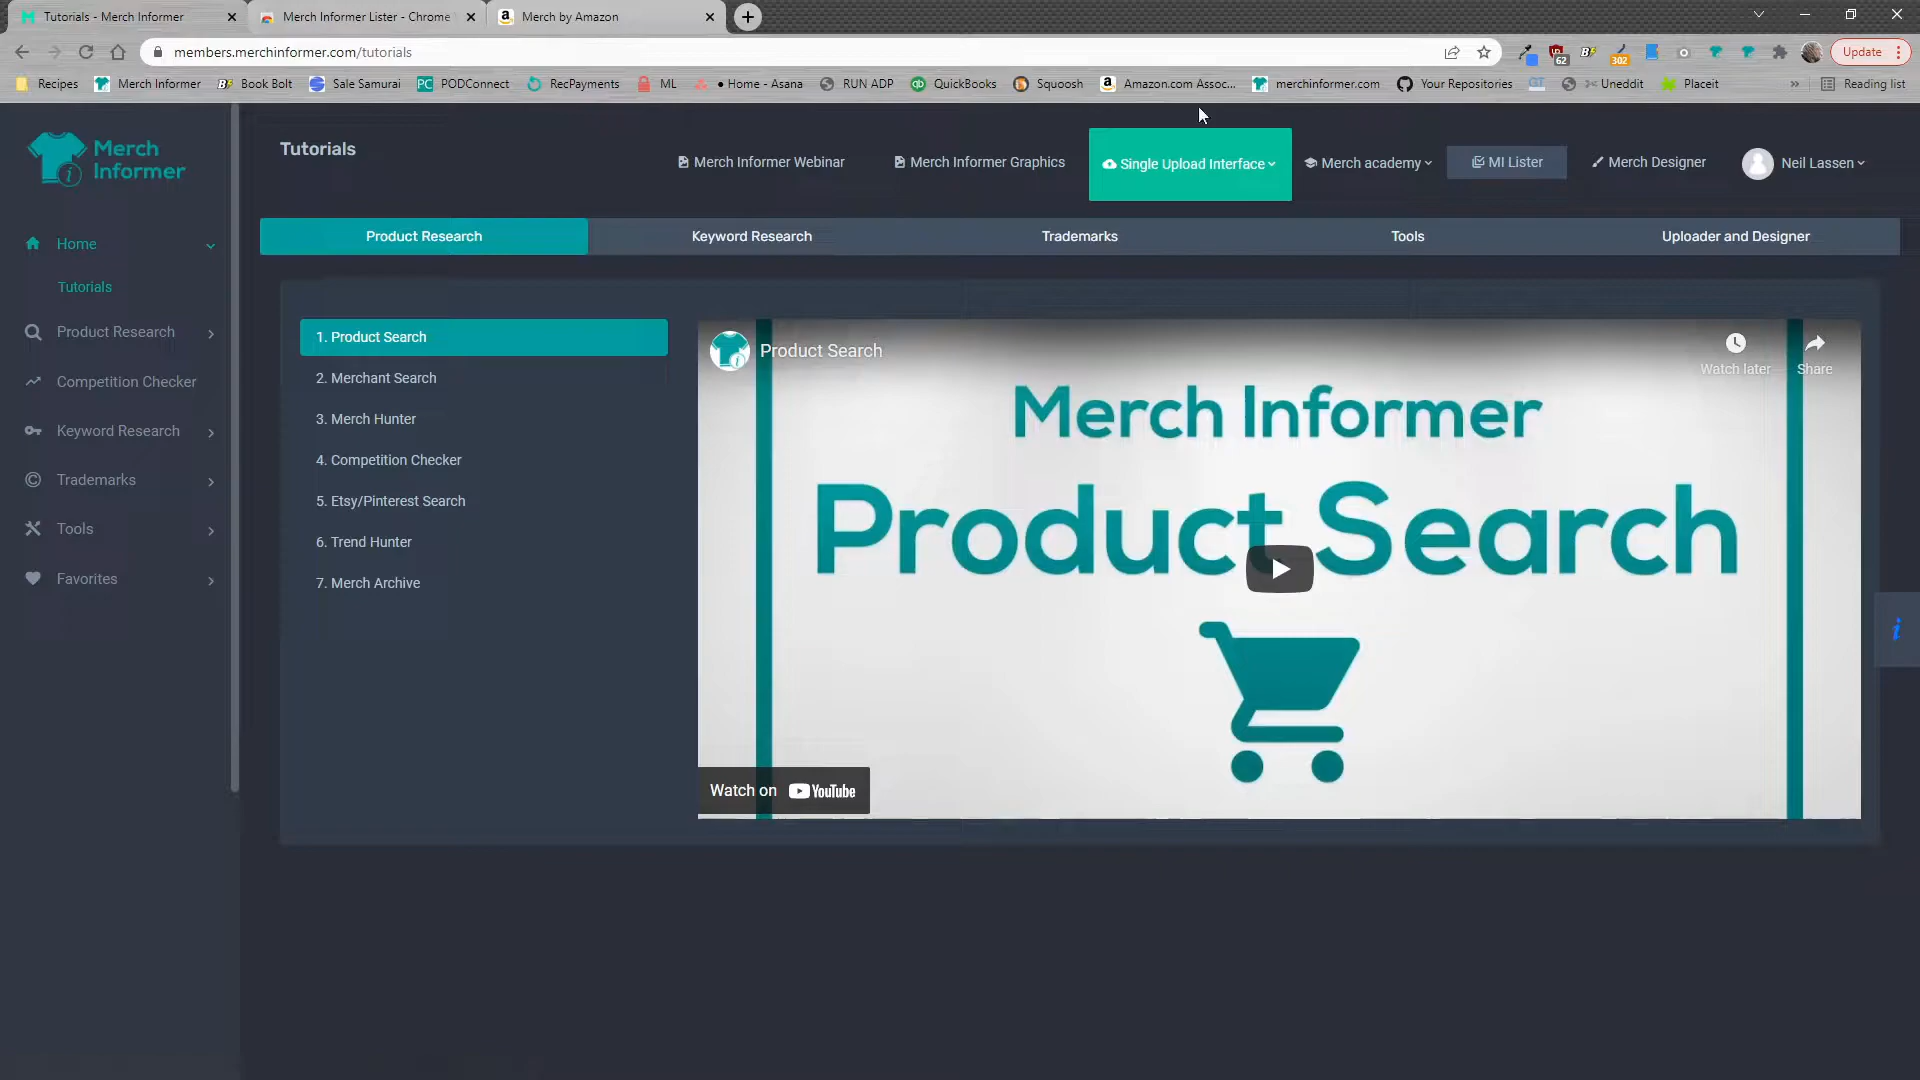 Tutorials - Merch Informer
Merch Informer Lister - Chrome
Merch by Amazon
members.merchinformer.com/tutorials
62
302
Update
Recipes
Merch Informer
Book Bolt
Sale Samurai
PODConnect
RecPayments
ML
• Home - Asana
RUN ADP
QuickBooks
Squoosh
Amazon.com Assoc...
merchinformer.com
Your Repositories
Uneddit
Placeit
»
Reading list
Merch
Informer
Tutorials
Merch Informer Webinar
Merch Informer Graphics
Single Upload Interface
Merch academy
MI Lister
Merch Designer
Neil Lassen
Product Research
Keyword Research
Trademarks
Tools
Uploader and Designer
Home
Tutorials
Product Research
Competition Checker
Keyword Research
Trademarks
Tools
Favorites
1. Product Search
2. Merchant Search
3. Merch Hunter
4. Competition Checker
5. Etsy/Pinterest Search
6. Trend Hunter
7. Merch Archive
Product Search
Watch later
Share
Merch Informer
Product Search
Watch on YouTube
i